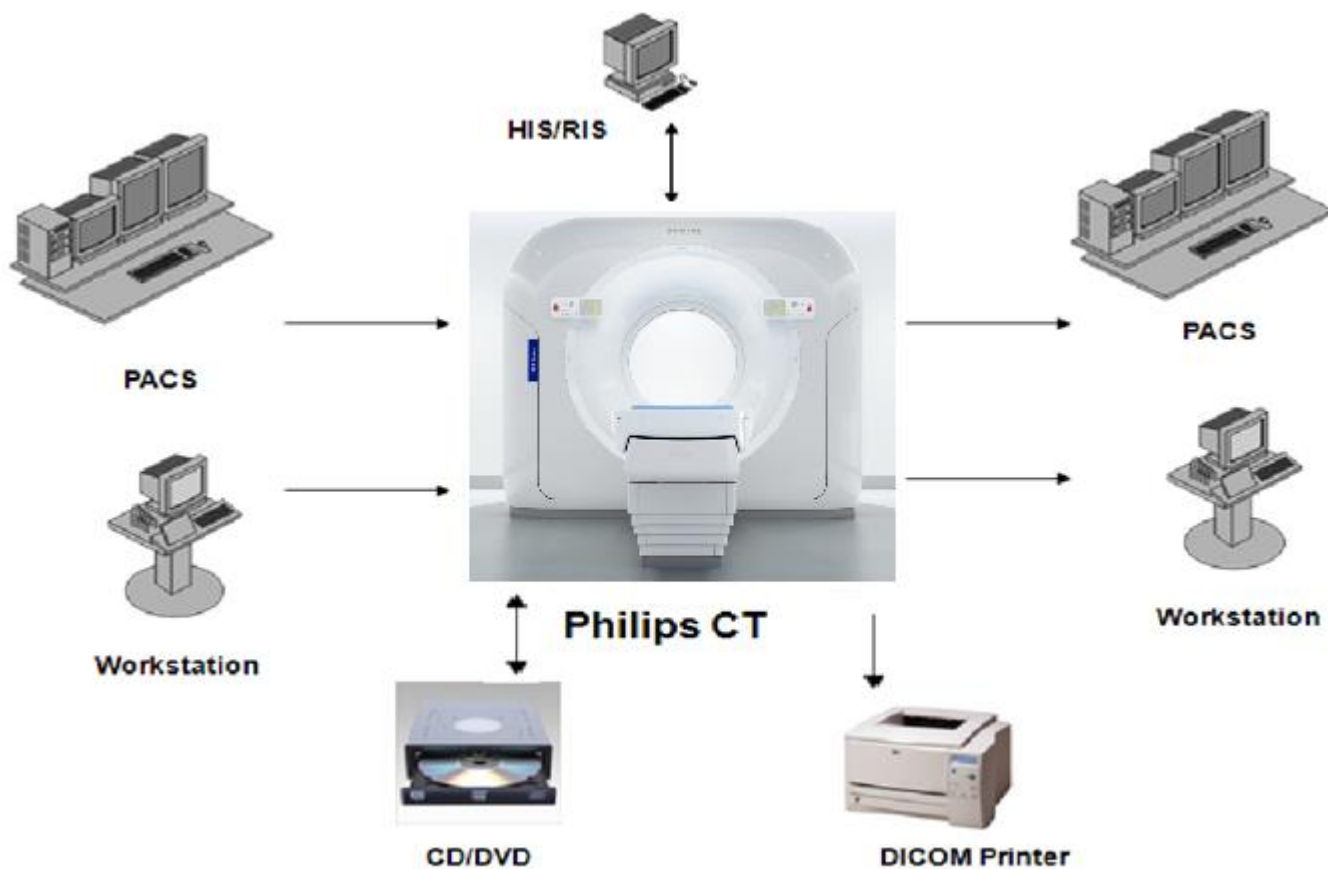 HIS/RIS
PACS
PACS
Workstation
Workstation
Philips CT
CD/DVD
DICOM Printer